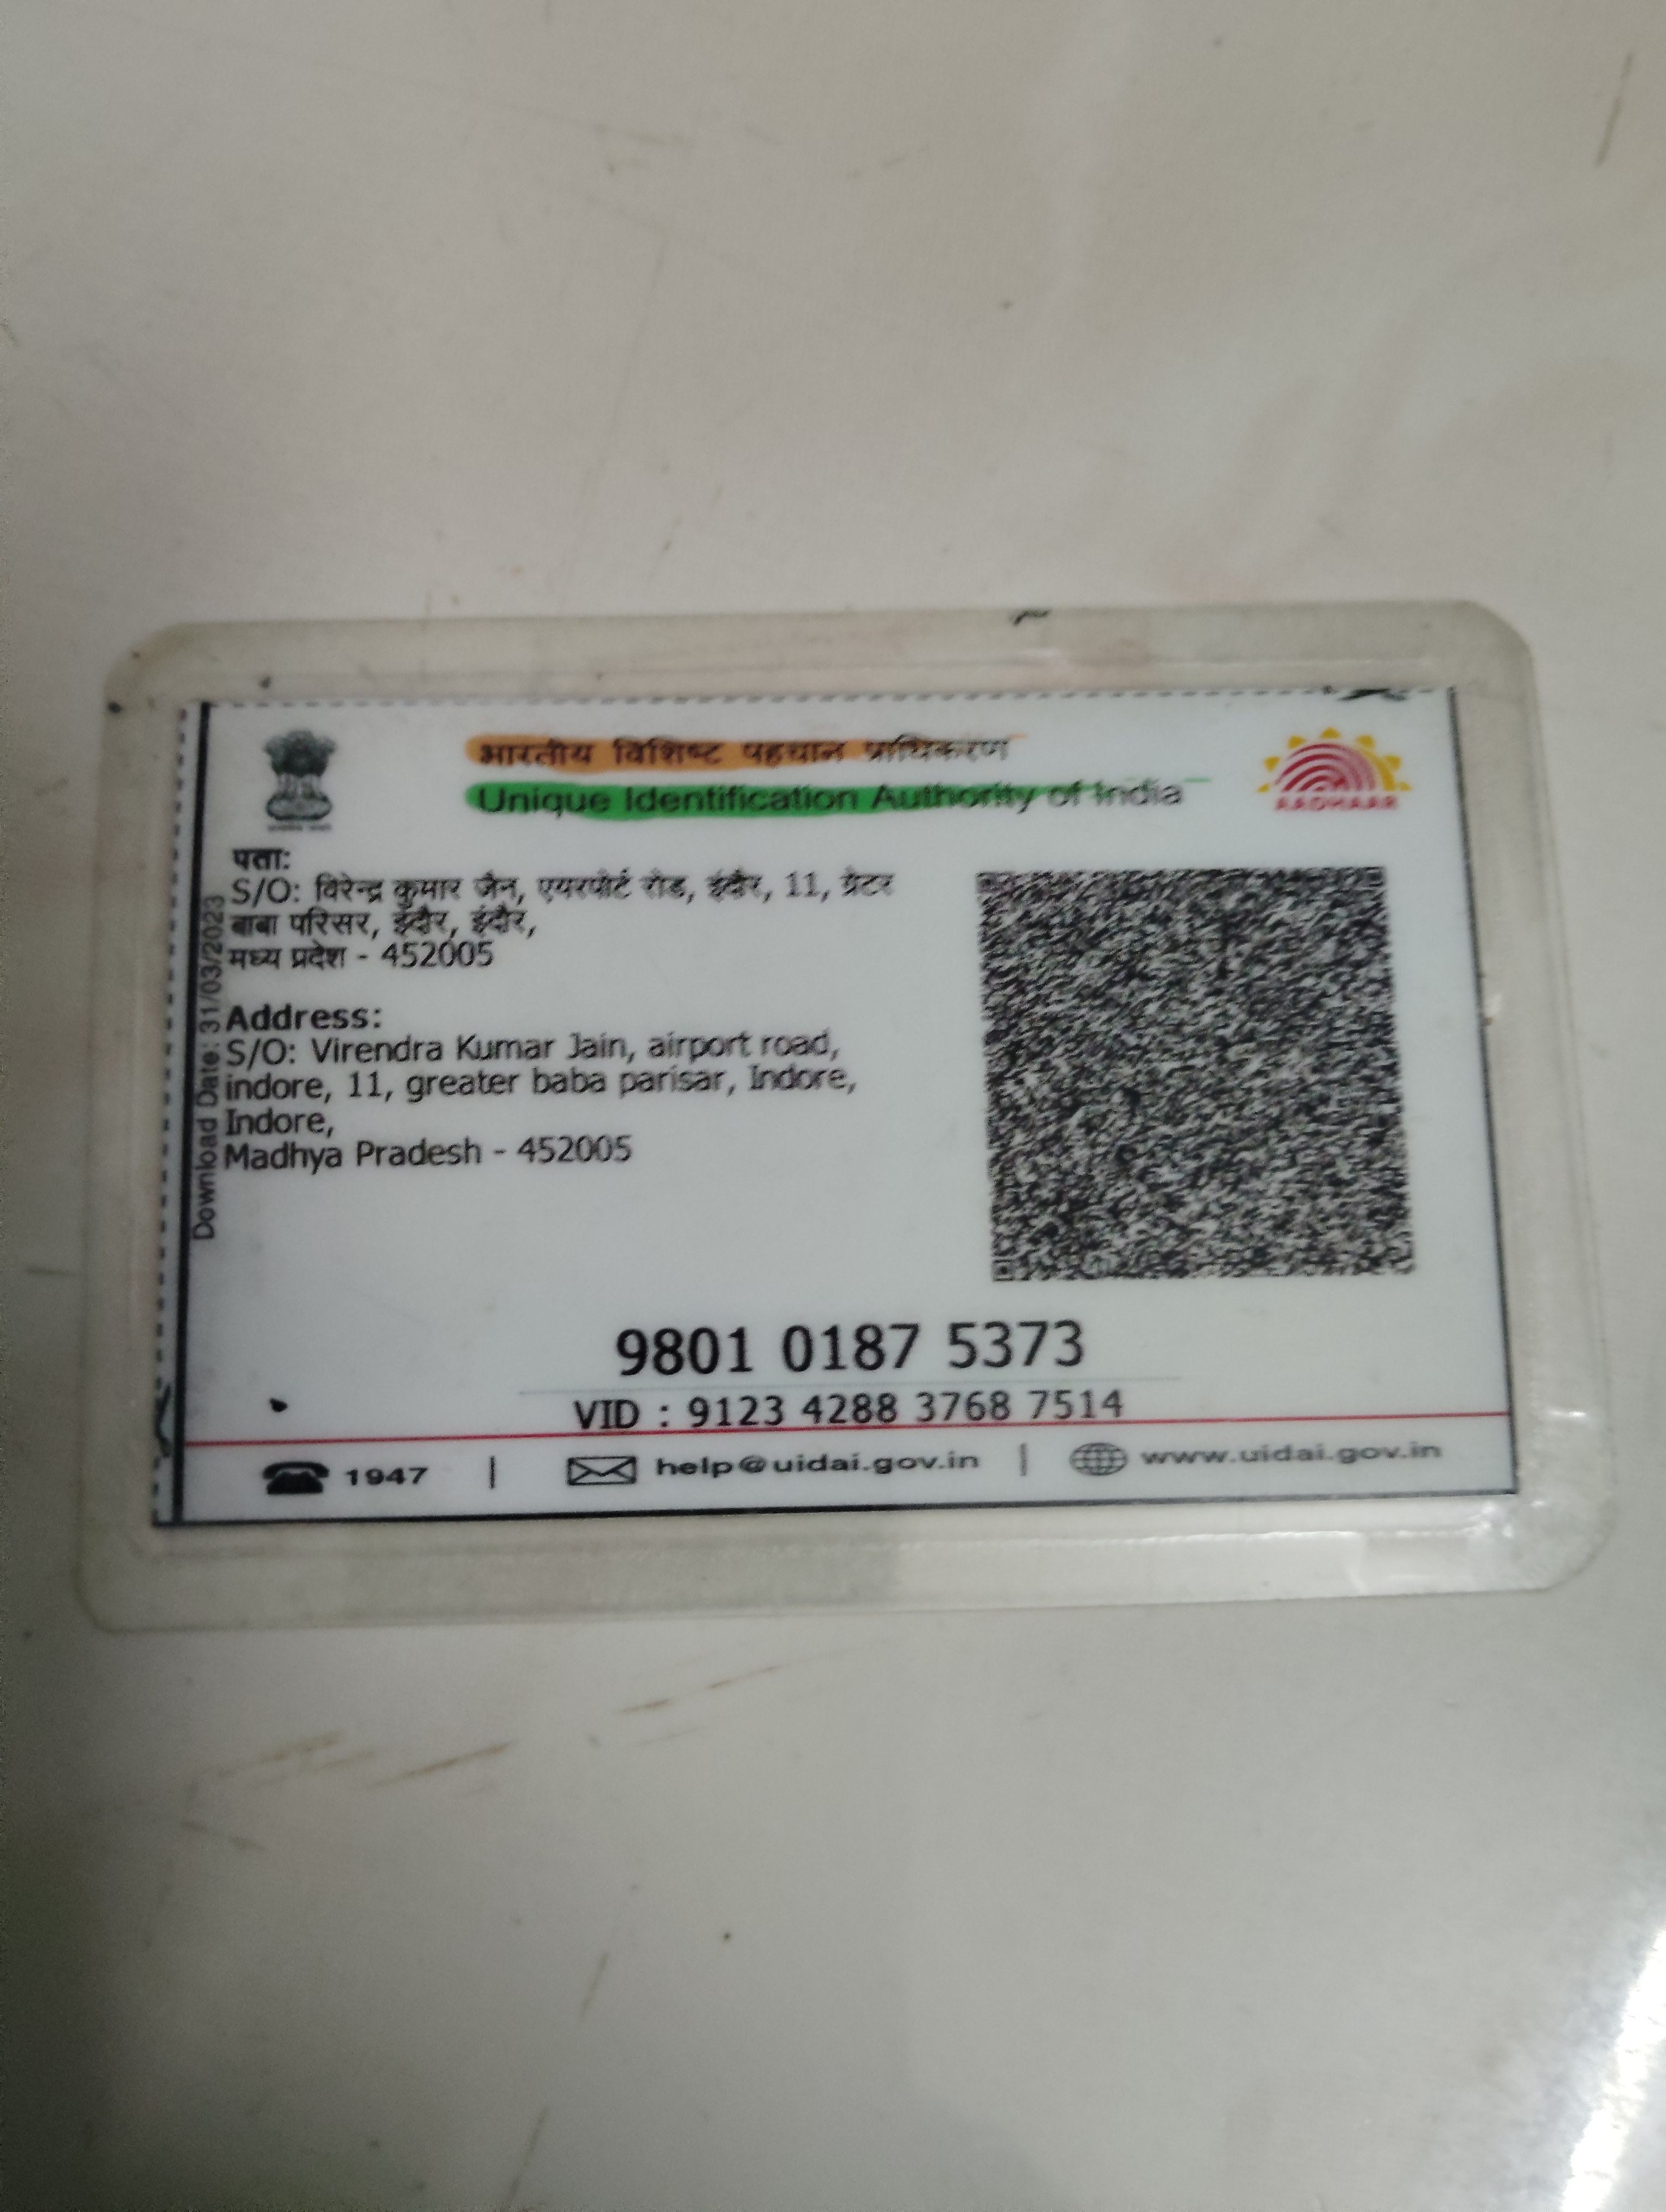 भारतीय विशिष्ट पहचान प्राधिकरण
Unique Identification Authority of India
AADHAAR
पता:
S/O: विरेन्द्र कुमार जैन, एयरपोर्ट रोड, इंदौर, 11, ग्रेटर
बाबा परिसर, इंदौर, इंदौर,
मध्य प्रदेश - 452005
Address:
S/O: Virendra Kumar Jain, airport road,
indore, 11, greater baba parisar, Indore,
Indore,
Madhya Pradesh - 452005
Download Date: 31/03/2023
9801 0187 5373
VID : 9123 4288 3768 7514
1947 | help@uidai.gov.in | www.uidai.gov.in